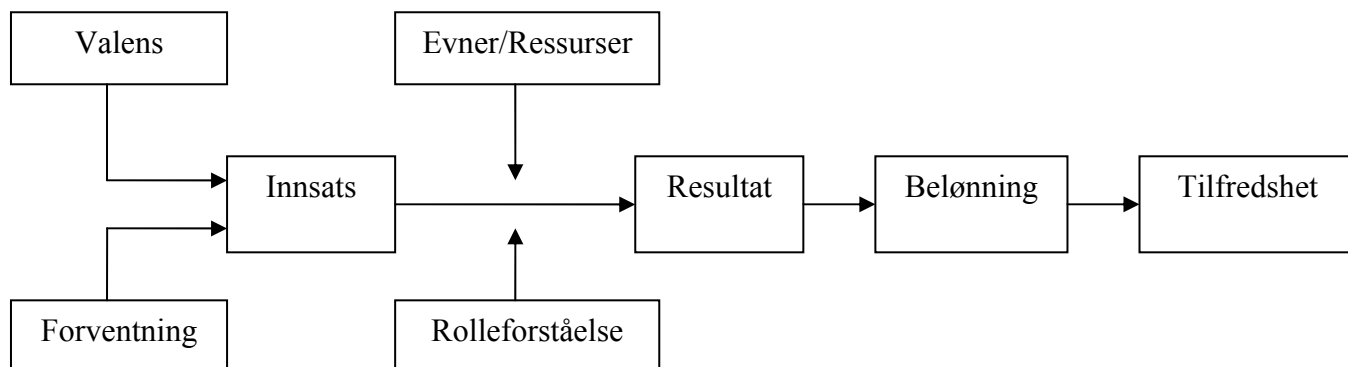 Valens
Evner/Ressurser
Innsats
Resultat
Belønning
Tilfredshet
Forventning
Rolleforståelse